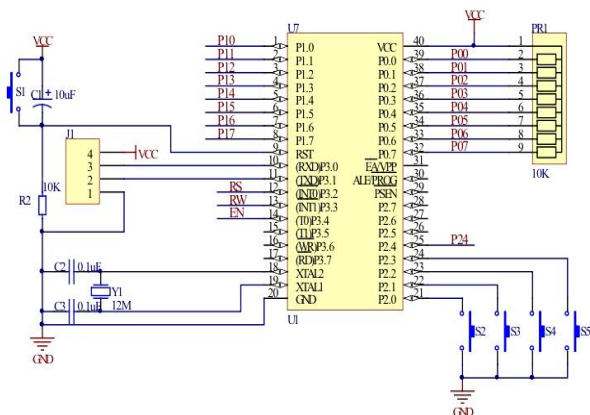 U7
VCC
VCC
PR1
P10 1 P1.0 VCC 40 1
P11 2 P1.1 P0.0 39 P00 2
P12 3 P1.2 P0.1 38 P01 3
P13 4 P1.3 P0.2 37 P02 4
P14 5 P1.4 P0.3 36 P03 5
P15 6 P1.5 P0.4 35 P04 6
P16 7 P1.6 P0.5 34 P05 7
P17 8 P1.7 P0.6 33 P06 8
9 RST P0.7 32 P07 9
10 (RXD)P3.0 EA/VPP 31
11 (TXD)P3.1 ALE/PROG 30
RS 12 (INT0)P3.2 PSEN 29
RW 13 (INT1)P3.3 P2.7 28
EN 14 (T0)P3.4 P2.6 27
15 (T1)P3.5 P2.5 26
16 (WR)P3.6 P2.4 25 P24
17 (RD)P3.7 P2.3 24
18 XTAL2 P2.2 23
19 XTAL1 P2.1 22
20 GND P2.0 21
U1
10K
S1
C1 + 10uF
J1
4 VCC
3
2
1
10K
R2
C2 0.1uF
Y1
C3 0.1uF 12M
GND
S2 S3 S4 S5
GND